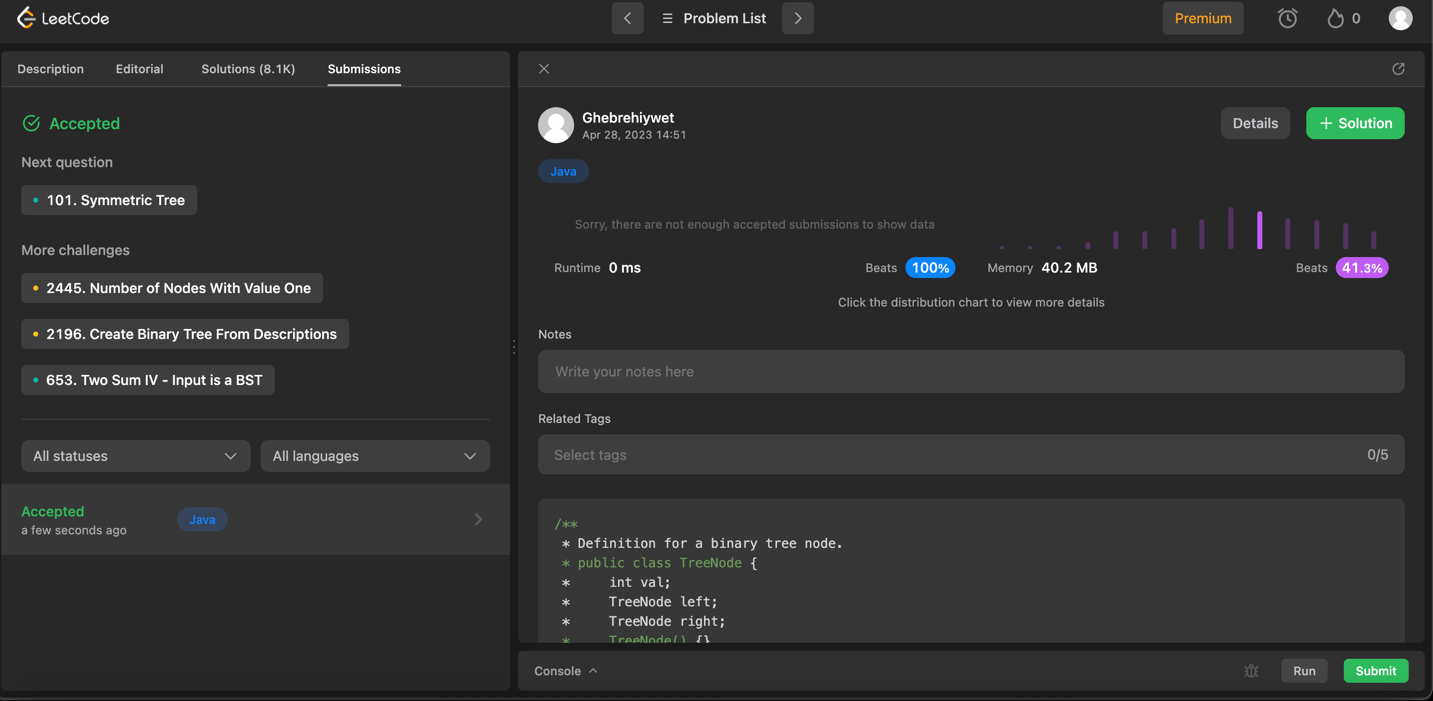 LeetCode
Problem List
Premium
0
Description Editorial Solutions (8.1K) Submissions
Accepted
Next question
101. Symmetric Tree
More challenges
2445. Number of Nodes With Value One
2196. Create Binary Tree From Descriptions
653. Two Sum IV - Input is a BST
All statuses All languages
Accepted
a few seconds ago
Java
Ghebrehiywet
Apr 28, 2023 14:51
Details + Solution
Java
Sorry, there are not enough accepted submissions to show data
Runtime 0 ms Beats 100% Memory 40.2 MB Beats 41.3%
Click the distribution chart to view more details
Notes
Write your notes here
Related Tags
Select tags 0/5
/**
* Definition for a binary tree node.
* public class TreeNode {
*     int val;
*     TreeNode left;
*     TreeNode right;
*     TreeNode() {}
Console Run Submit